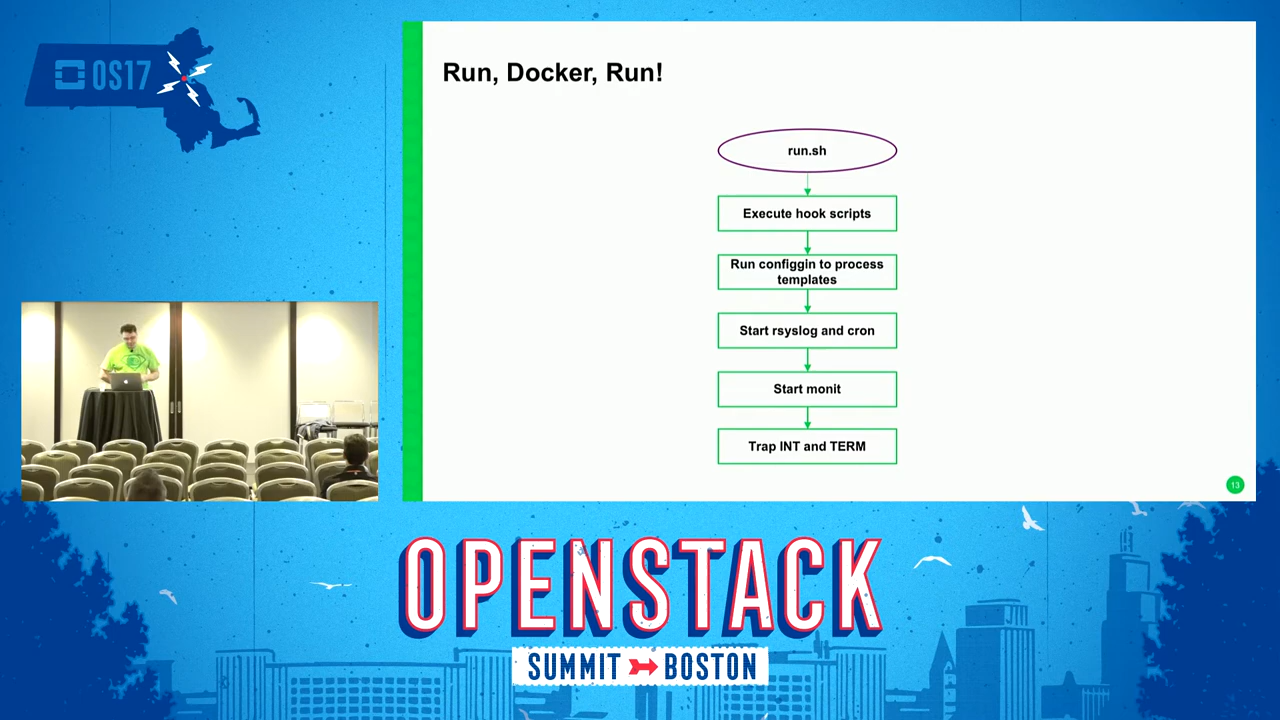 OS17
Run, Docker, Run!
run.sh
Execute hook scripts
Run configgin to process
templates
Start rsyslog and cron
Start monit
Trap INT and TERM
13
OPENSTACK
SUMMIT BOSTON